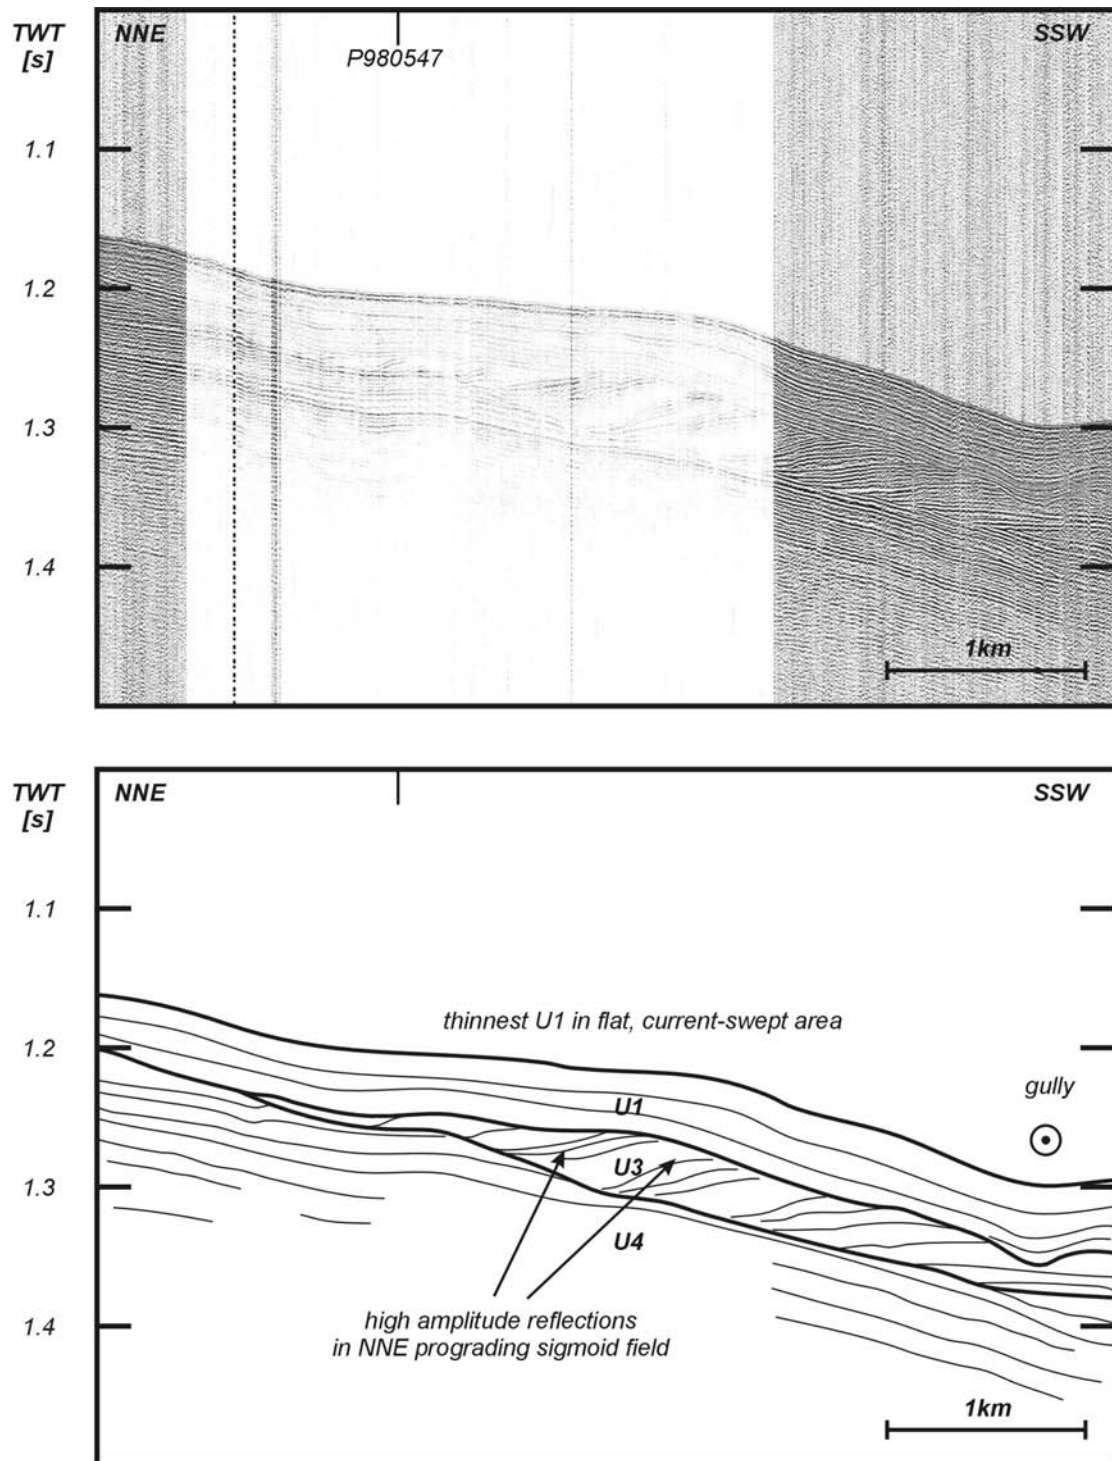 TWT
[s]
NNE
P980547
SSW
1.1
1.2
1.3
1.4
1km
TWT
[s]
NNE
SSW
1.1
thinnest U1 in flat, current-swept area
1.2
gully
U1
U3
1.3
U4
high amplitude reflections
in NNE prograding sigmoid field
1.4
1km